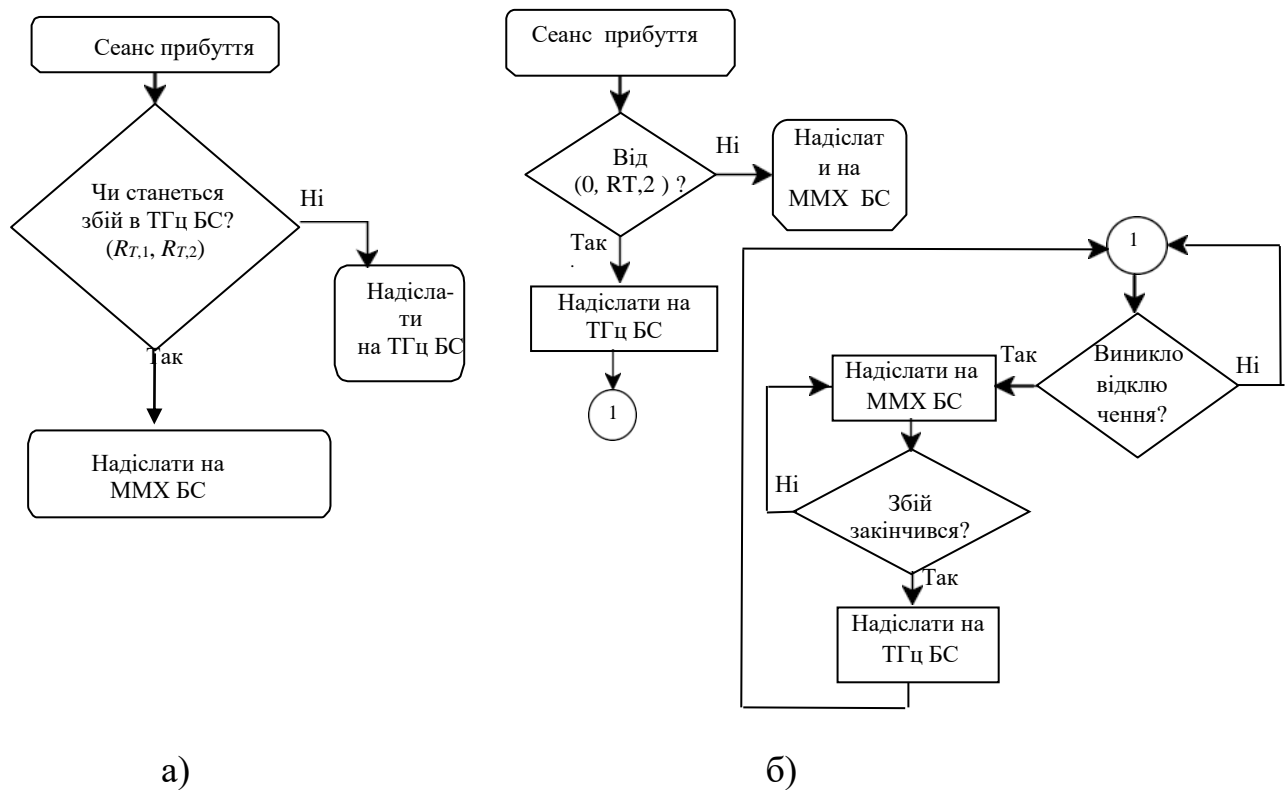 Сеанс прибуття
Чи станеться
збій в ТГц БС?
(RT,1, RT,2)
Ні
Надісла-
ти
на ТГц БС
Так
Надіслати на
ММХ БС
а)
Сеанс прибуття
Від
(0, RT,2 ) ?
Ні
Надіслат
и на
ММХ БС
Так
.
Надіслати на
ТГц БС
1
1
Виникло
відклю
чення?
Ні
Так
Надіслати на
ММХ БС
Збій
закінчився?
Ні
Так
Надіслати на
ТГц БС
б)